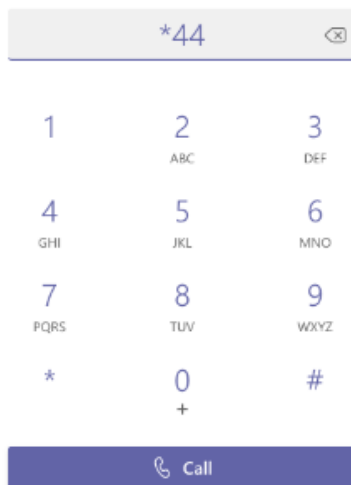 *44
1 2 3
ABC DEF
4 5 6
GHI JKL MNO
7 8 9
PQRS TUV WXYZ
* 0 #
+
Call